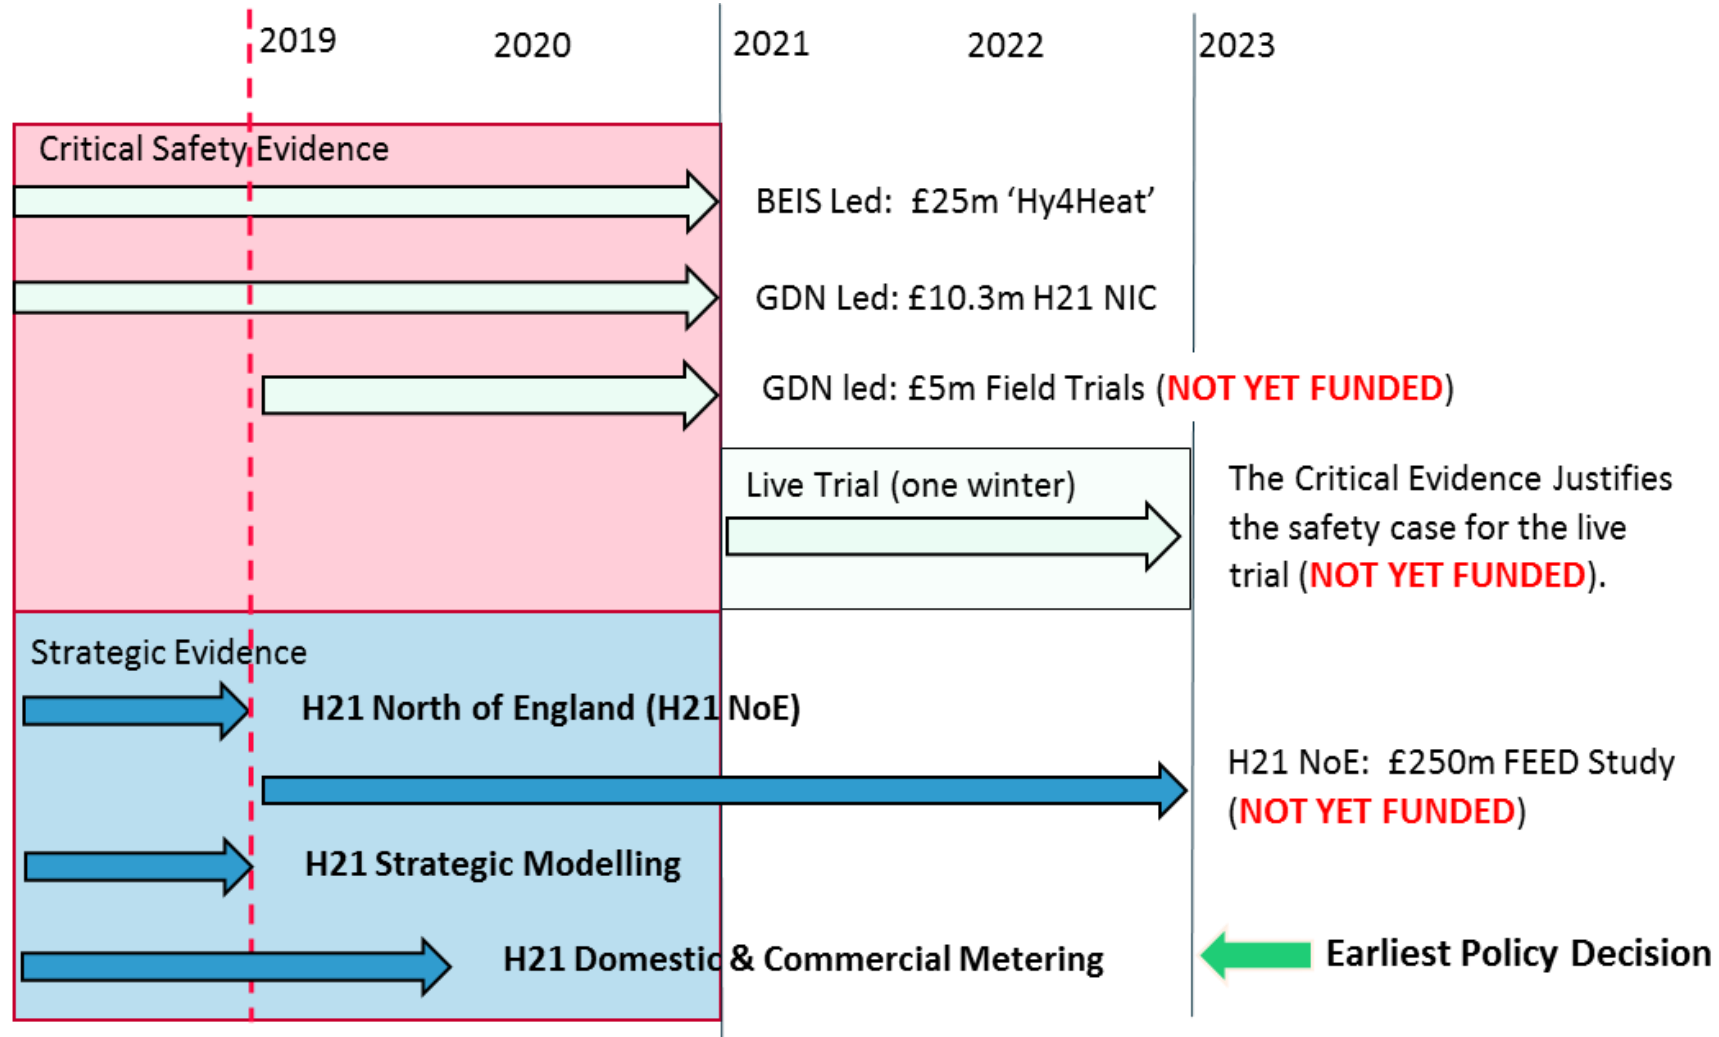 2019
2020
2021
2022
2023
Critical Safety Evidence
BEIS Led: £25m ‘Hy4Heat’
GDN Led: £10.3m H21 NIC
GDN led: £5m Field Trials (NOT YET FUNDED)
Live Trial (one winter)
The Critical Evidence Justifies
the safety case for the live
trial (NOT YET FUNDED).
Strategic Evidence
H21 North of England (H21 NoE)
H21 NoE: £250m FEED Study
(NOT YET FUNDED)
H21 Strategic Modelling
H21 Domestic & Commercial Metering
Earliest Policy Decision